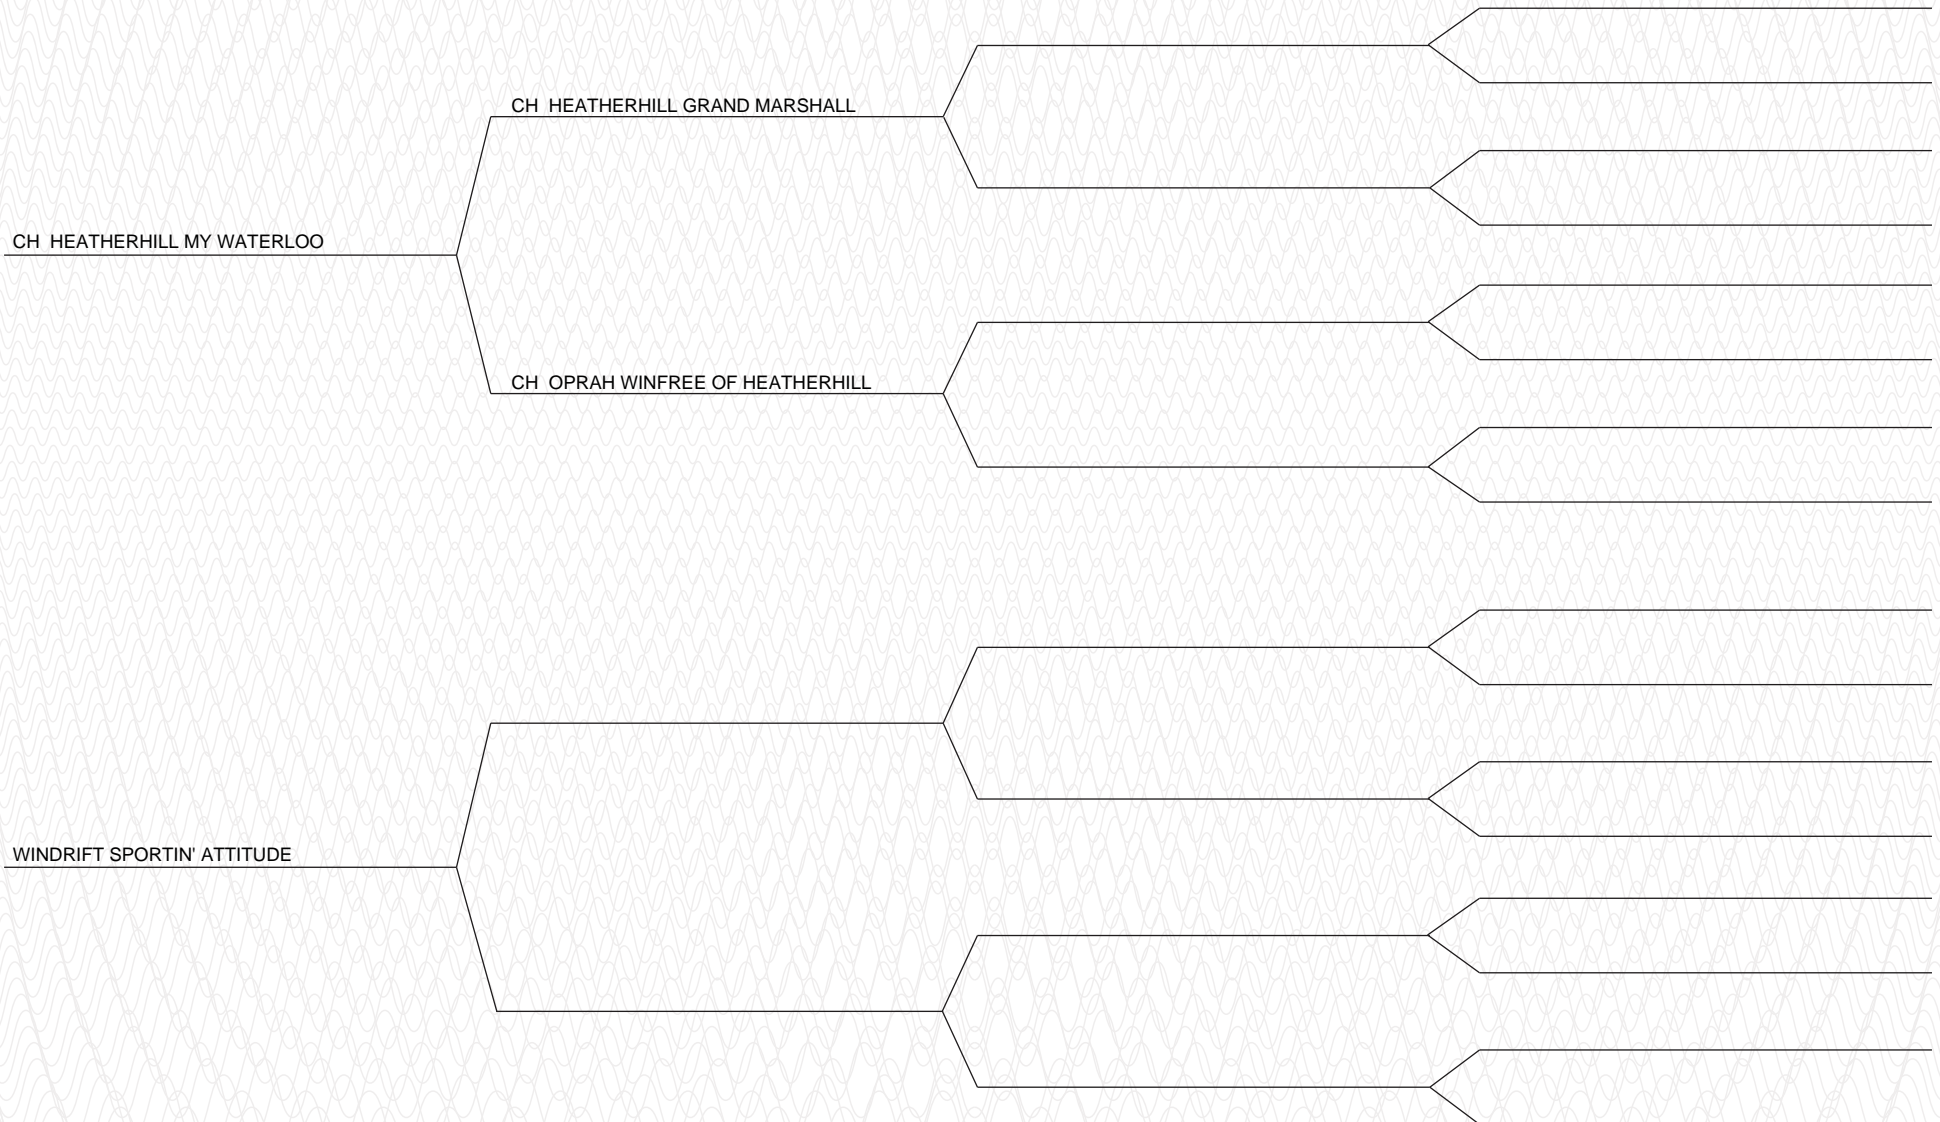 CH HEATHERHILL GRAND MARSHALL
CH HEATHERHILL MY WATERLOO
CH OPRAH WINFREE OF HEATHERHILL
WINDRIFT SPORTIN' ATTITUDE